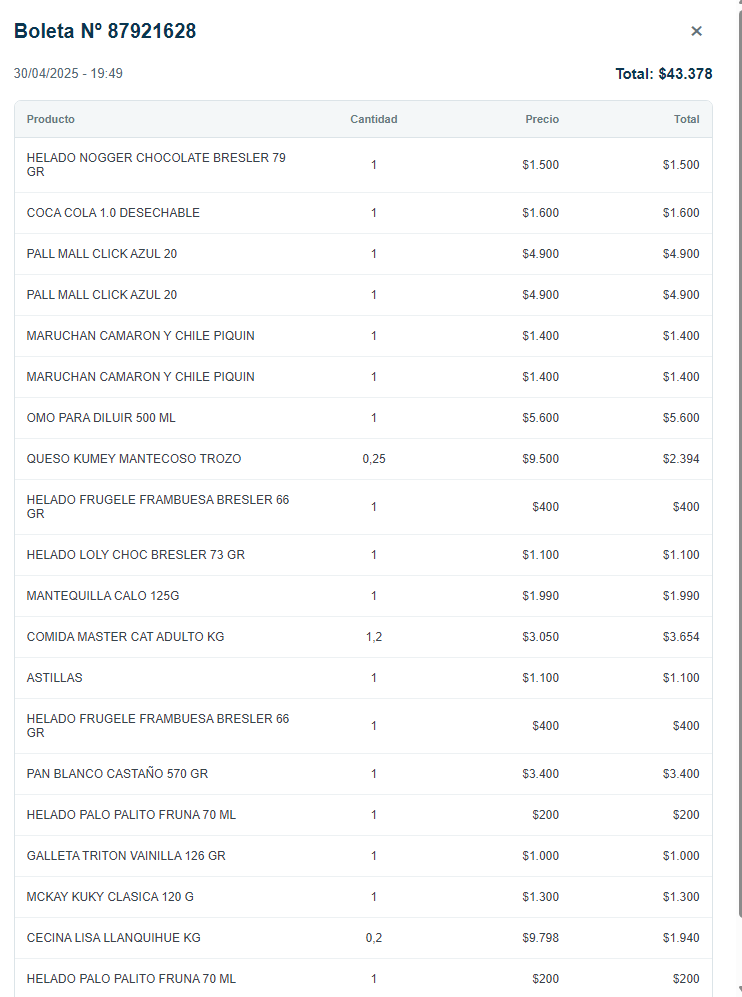 Boleta Nº 87921628
×
30/04/2025 - 19:49 Total: $43.378
Producto Cantidad Precio Total
HELADO NOGGER CHOCOLATE BRESLER 79
GR 1 $1.500 $1.500
COCA COLA 1.0 DESECHABLE 1 $1.600 $1.600
PALL MALL CLICK AZUL 20 1 $4.900 $4.900
PALL MALL CLICK AZUL 20 1 $4.900 $4.900
MARUCHAN CAMARON Y CHILE PIQUIN 1 $1.400 $1.400
MARUCHAN CAMARON Y CHILE PIQUIN 1 $1.400 $1.400
OMO PARA DILUIR 500 ML 1 $5.600 $5.600
QUESO KUMEY MANTECOSO TROZO 0,25 $9.500 $2.394
HELADO FRUGELE FRAMBUESA BRESLER 66
GR 1 $400 $400
HELADO LOLY CHOC BRESLER 73 GR 1 $1.100 $1.100
MANTEQUILLA CALO 125G 1 $1.990 $1.990
COMIDA MASTER CAT ADULTO KG 1,2 $3.050 $3.654
ASTILLAS 1 $1.100 $1.100
HELADO FRUGELE FRAMBUESA BRESLER 66
GR 1 $400 $400
PAN BLANCO CASTAÑO 570 GR 1 $3.400 $3.400
HELADO PALO PALITO FRUNA 70 ML 1 $200 $200
GALLETA TRITON VAINILLA 126 GR 1 $1.000 $1.000
MCKAY KUKY CLASICA 120 G 1 $1.300 $1.300
CECINA LISA LLANQUIHUE KG 0,2 $9.798 $1.940
HELADO PALO PALITO FRUNA 70 ML 1 $200 $200